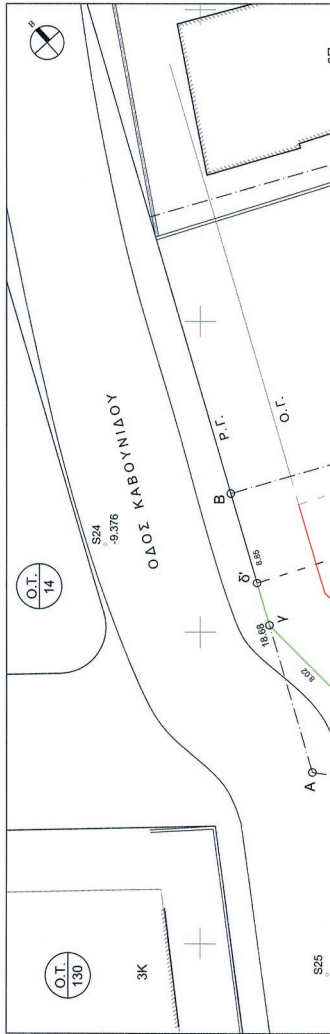 B
Ο.Τ.
14
S24
-9.376
ΟΔΟΣ ΚΑΒΟΥΝΙΔΟΥ
Ρ.Γ.
Ο.Γ.
Β
δ'
8.85
γ
18.68
8.02
Α
Ο.Τ.
130
3Κ
S25